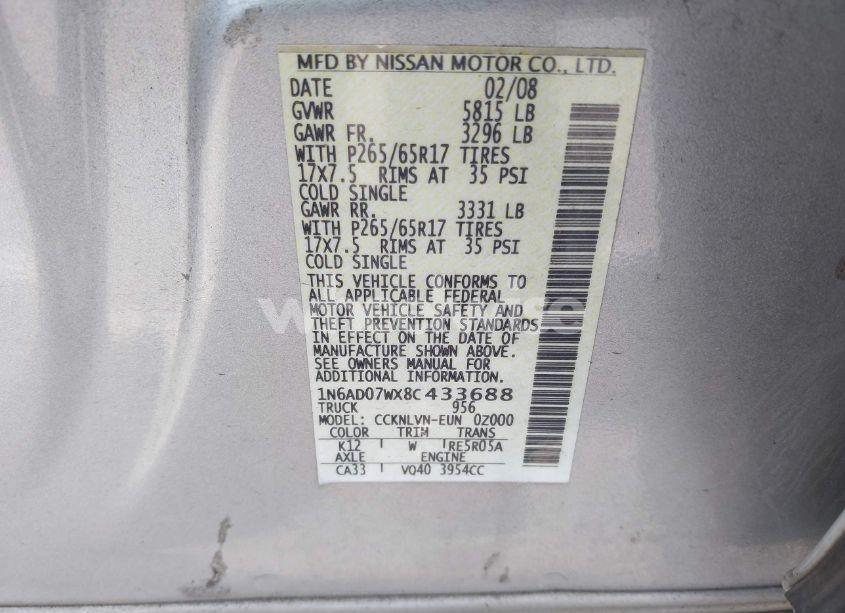 MFD BY NISSAN MOTOR CO., LTD.
DATE 02/08
GVWR 5815 LB
GAWR FR. 3296 LB
WITH P265/65R17 TIRES
17X7.5 RIMS AT 35 PSI
COLD SINGLE
GAWR RR. 3331 LB
WITH P265/65R17 TIRES
17X7.5 RIMS AT 35 PSI
COLD SINGLE
THIS VEHICLE CONFORMS TO
ALL APPLICABLE FEDERAL
MOTOR VEHICLE SAFETY AND
THEFT PREVENTION STANDARDS
IN EFFECT ON THE DATE OF
MANUFACTURE SHOWN ABOVE.
SEE OWNERS MANUAL FOR
ADDITIONAL INFORMATION.
1N6AD07WX8C433688
TRUCK 956
MODEL: CCKNLVN-EUN 0Z000
COLOR TRIM TRANS
K12 W RE5R05A
AXLE ENGINE
CA33 VQ40 3954CC